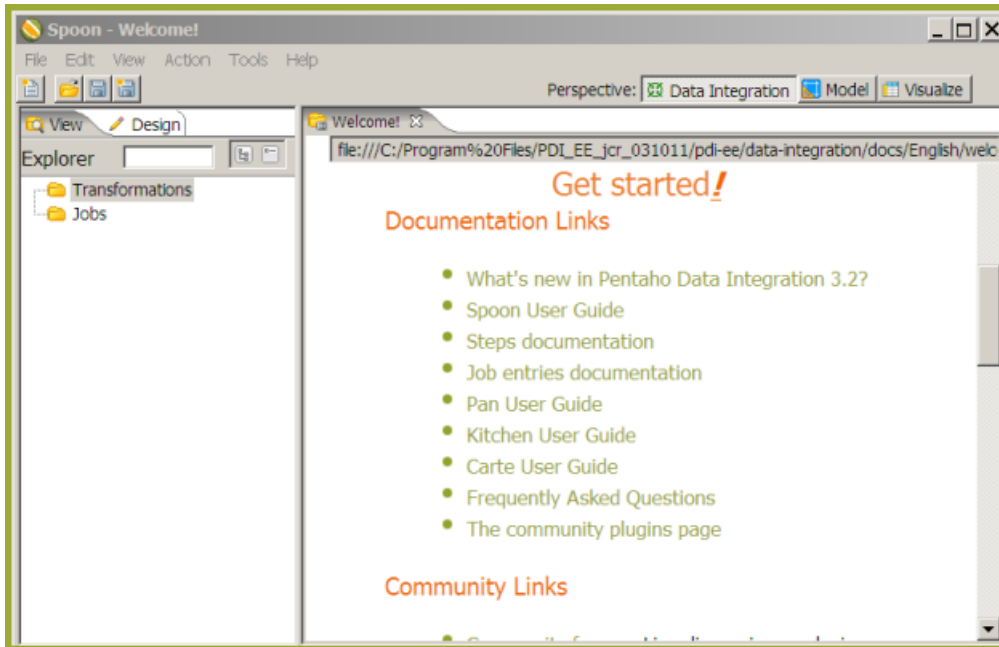 Spoon - Welcome!
File Edit View Action Tools Help
Perspective: Data Integration Model Visualize
View Design
Explorer
Transformations
Jobs
Welcome!
file:///C:/Program%20Files/PDI_EE_jcr_031011/pdi-ee/data-integration/docs/English/welc
Get started!
Documentation Links
What's new in Pentaho Data Integration 3.2?
Spoon User Guide
Steps documentation
Job entries documentation
Pan User Guide
Kitchen User Guide
Carte User Guide
Frequently Asked Questions
The community plugins page
Community Links